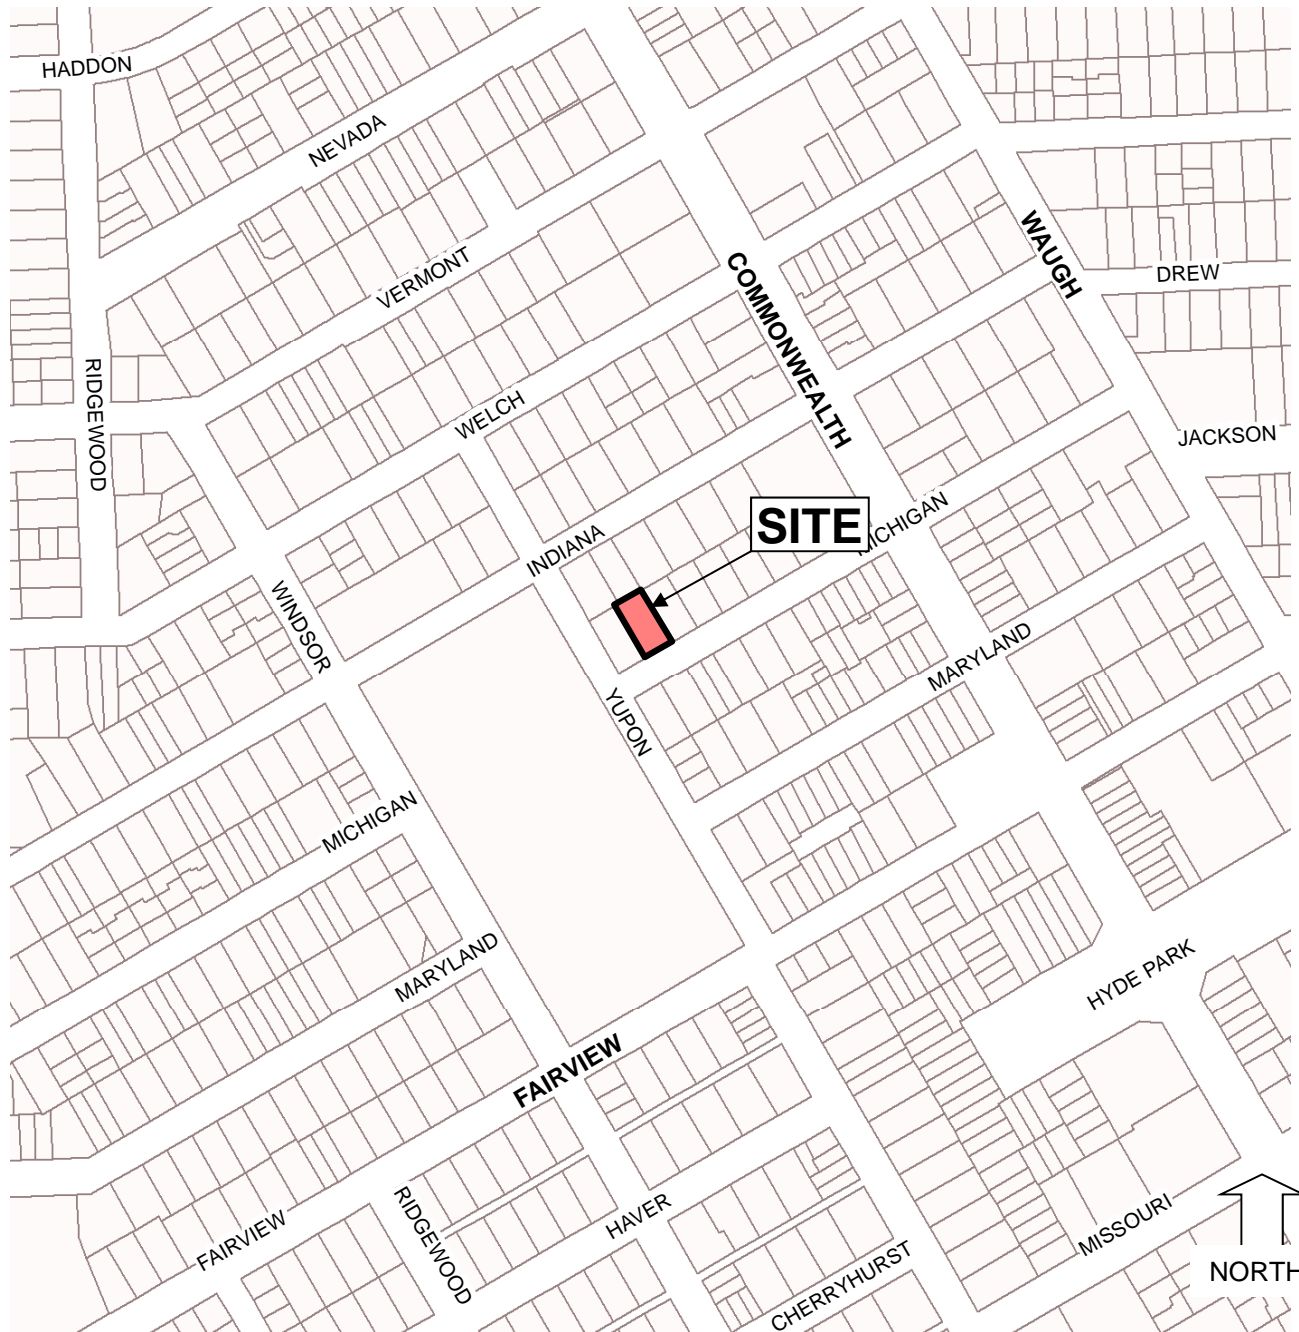 HADDON
NEVADA
WAUGH
VERMONT
COMMONWEALTH
DREW
RIDGEWOOD
WELCH
JACKSON
SITE
MICHIGAN
INDIANA
WINDSOR
MARYLAND
YUPON
MICHIGAN
MARYLAND
HYDE PARK
FAIRVIEW
RIDGEWOOD
HAVER
MISSOURI
FAIRVIEW
CHERRYHURST
NORTH